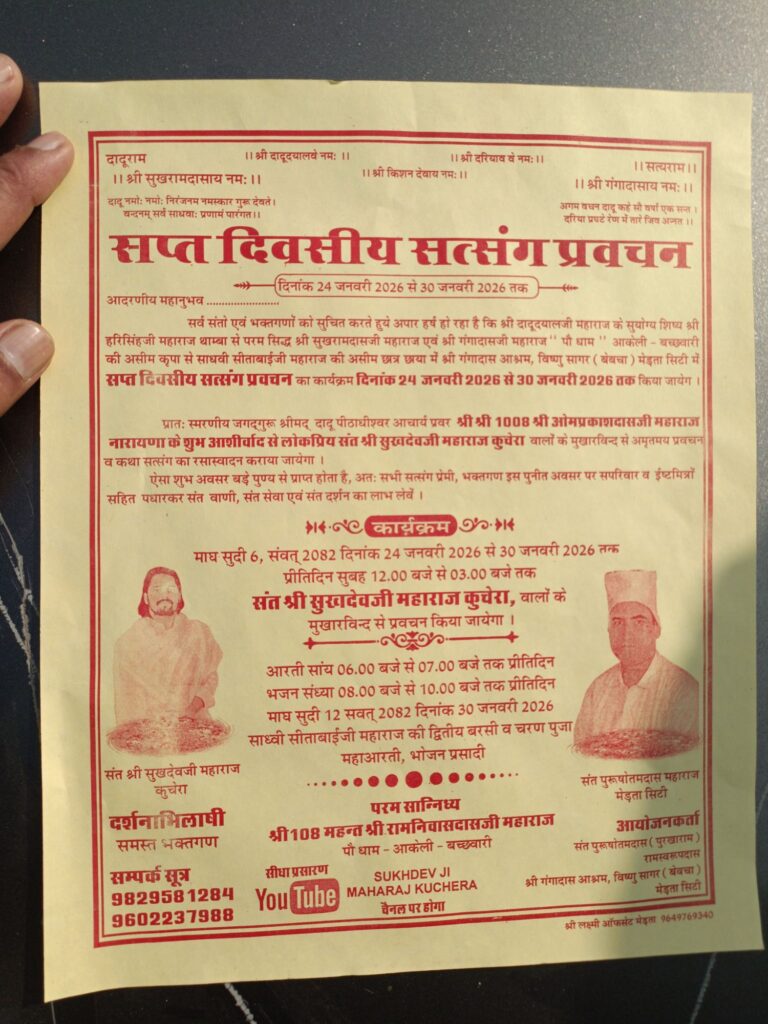 दादूराम
।। श्री दादूदयालवे नमः ।।
।। श्री दरियाव वे नमः ।।
।।सत्यराम।।
।। श्री सुखरामदासाय नमः।।
।। श्री किशन देवाय नमः।।
।। श्री गंगादासाय नमः।।
दादू नमोः नमोः निरंजनम नमस्कार गुरू देवते।
वन्दनम् सर्व साधवाः प्रणामं पारंगत।।
अगम वचन दादू कहं सौ वर्षा एक सन्त।
दरिया प्रघटे रेण में तारें जिव अन्नत।।
सप्त दिवसीय सत्संग प्रवचन
दिनांक 24 जनवरी 2026 से 30 जनवरी 2026 तक
आदरणीय महानुभव ........................
सर्व संतो एवं भक्तगणों को सुचित करते हुये अपार हर्ष हो रहा है कि श्री दादूदयालजी महाराज के सुयोग्य शिष्य श्री
हरिसिंहजी महाराज थाम्बा से परम सिद्ध श्री सुखरामदासजी महाराज एवं श्री गंगादासजी महाराज '' पौ धाम '' आकेली - बच्छवारी
की असीम कृपा से साधवी सीताबाईजी महाराज की असीम छात्र छाया में श्री गंगादास आश्रम, विष्णु सागर ( बेबचा ) मेड़ता सिटी में
सप्त दिवसीय सत्संग प्रवचन का कार्यक्रम दिनांक 24 जनवरी 2026 से 30 जनवरी 2026 तक किया जायेग ।
प्रातः स्मरणीय जगद्गुरू श्रीमद् दादू पीठाधीश्वर आचार्य प्रवर श्री श्री 1008 श्री ओमप्रकाशदासजी महाराज
नारायणा के शुभ आशीर्वाद से लोकप्रिय संत श्री सुखदेवजी महाराज कुचेरा वालों के मुखारविन्द से अमृतमय प्रवचन
व कथा सत्संग का रसास्वादन कराया जायेगा ।
ऐसा शुभ अवसर बड़े पुण्य से प्राप्त होता है, अतः सभी सत्संग प्रेमी, भक्तगण इस पुनीत अवसर पर सपरिवार व ईष्टमित्रों
सहित पधारकर संत वाणी, संत सेवा एवं संत दर्शन का लाभ लेवें ।
कार्यक्रम
माघ सुदी 6, संवत् 2082 दिनांक 24 जनवरी 2026 से 30 जनवरी 2026 तक
प्रीतिदिन सुबह 12.00 बजे से 03.00 बजे तक
संत श्री सुखदेवजी महाराज कुचेरा, वालों के
मुखारविन्द से प्रवचन किया जायेगा ।
आरती सांय 06.00 बजे से 07.00 बजे तक प्रीतिदिन
भजन संध्या 08.00 बजे से 10.00 बजे तक प्रीतिदिन
माघ सुदी 12 सवत् 2082 दिनांक 30 जनवरी 2026
साध्वी सीताबाईजी महाराज की द्वितीय बरसी व चरण पुजा
महाआरती, भोजन प्रसादी
संत श्री सुखदेवजी महाराज
कुचेरा
संत पुरूषोतमदास महाराज
मेड़ता सिटी
दर्शनाभिलाषी
समस्त भक्तगण
परम सान्निध्य
श्री 108 महन्त श्री रामनिवासदासजी महाराज
पौ धाम - आकेली - बच्छवारी
आयोजनकर्ता
संत पुरूषोतमदास ( पुरखाराम )
रामस्वरूपदास
श्री गंगादास आश्रम, विष्णु सागर ( बेबचा )
मेड़ता सिटी
सम्पर्क सूत्र
9829581284
9602237988
सीधा प्रसारण
YouTube
SUKHDEV JI
MAHARAJ KUCHERA
चैनल पर होगा
श्री लक्ष्मी ऑफसेट मेड़ता 9649769340